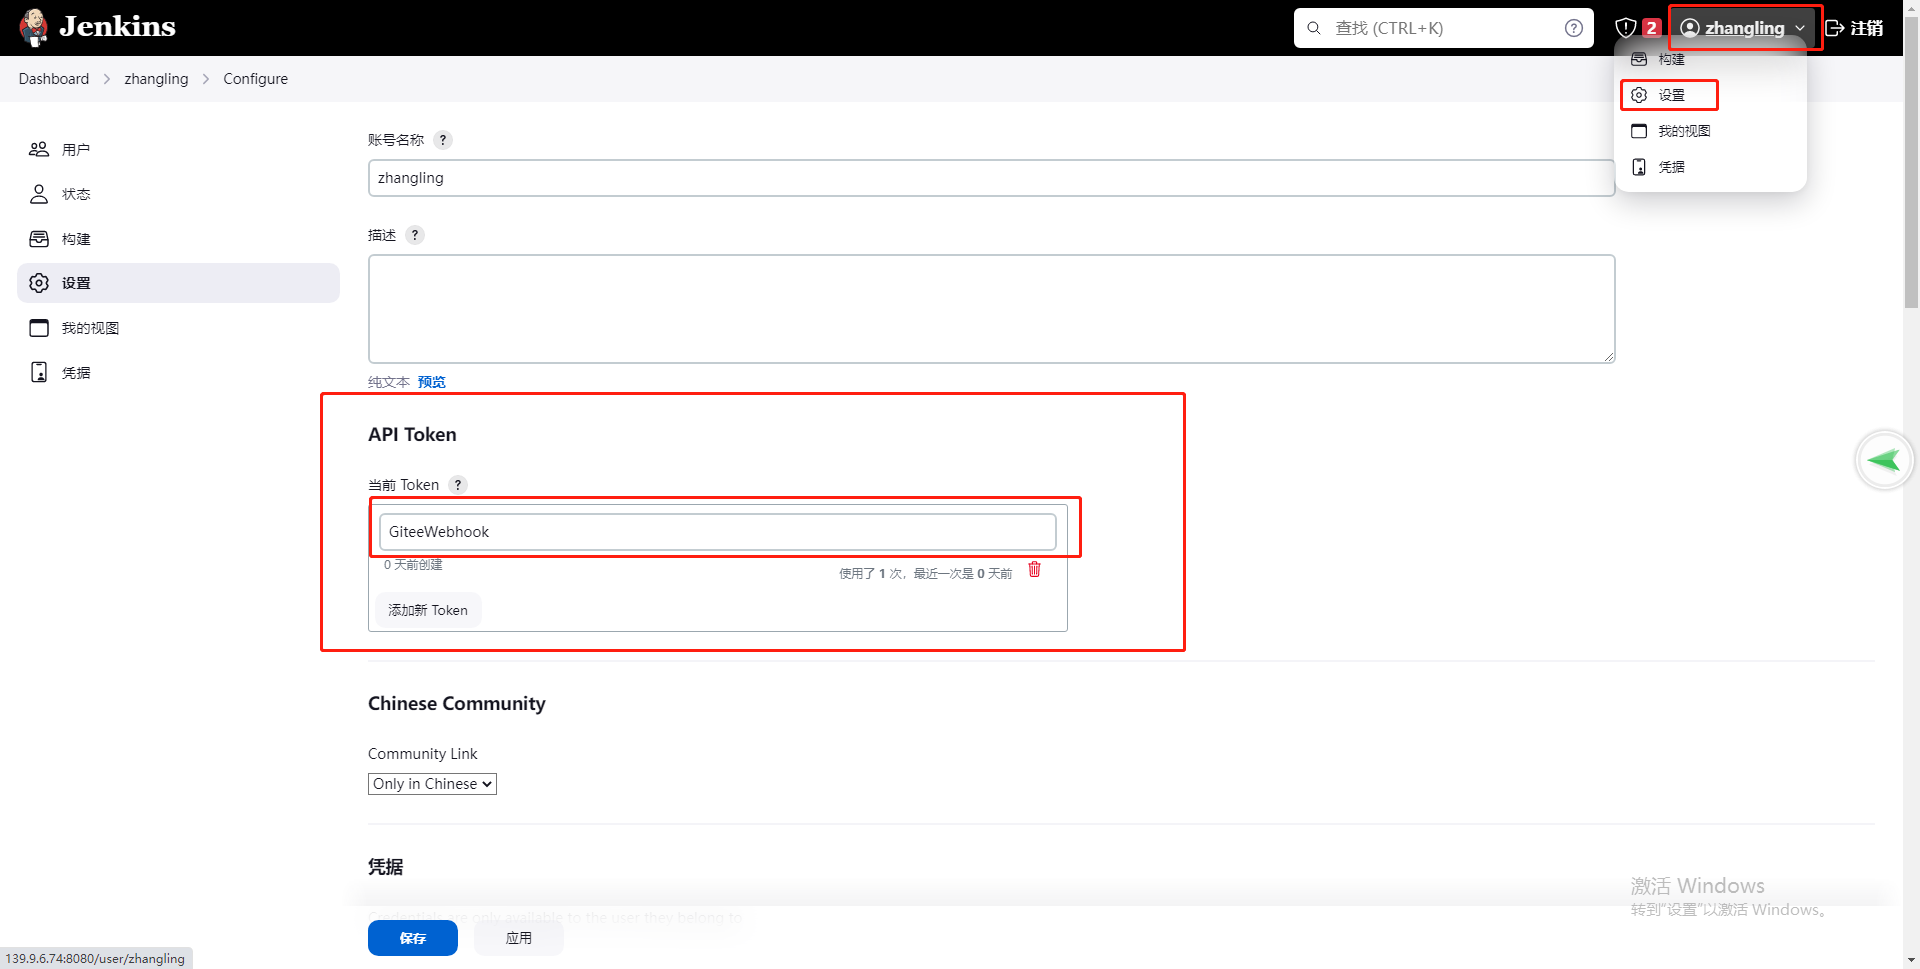 Jenkins
查找 (CTRL+K)
2
zhangling
注销
Dashboard
zhangling
Configure
构建
设置
我的视图
凭据
用户
状态
构建
设置
我的视图
凭据
账号名称 ?
zhangling
描述 ?
纯文本 预览
API Token
当前 Token ?
GiteeWebhook
0 天前创建
使用了 1 次，最近一次是 0 天前
添加新 Token
Chinese Community
Community Link
Only in Chinese
凭据
Credentials are only available to the user they belong to
保存
应用
激活 Windows
转到"设置"以激活 Windows。
139.9.6.74:8080/user/zhangling